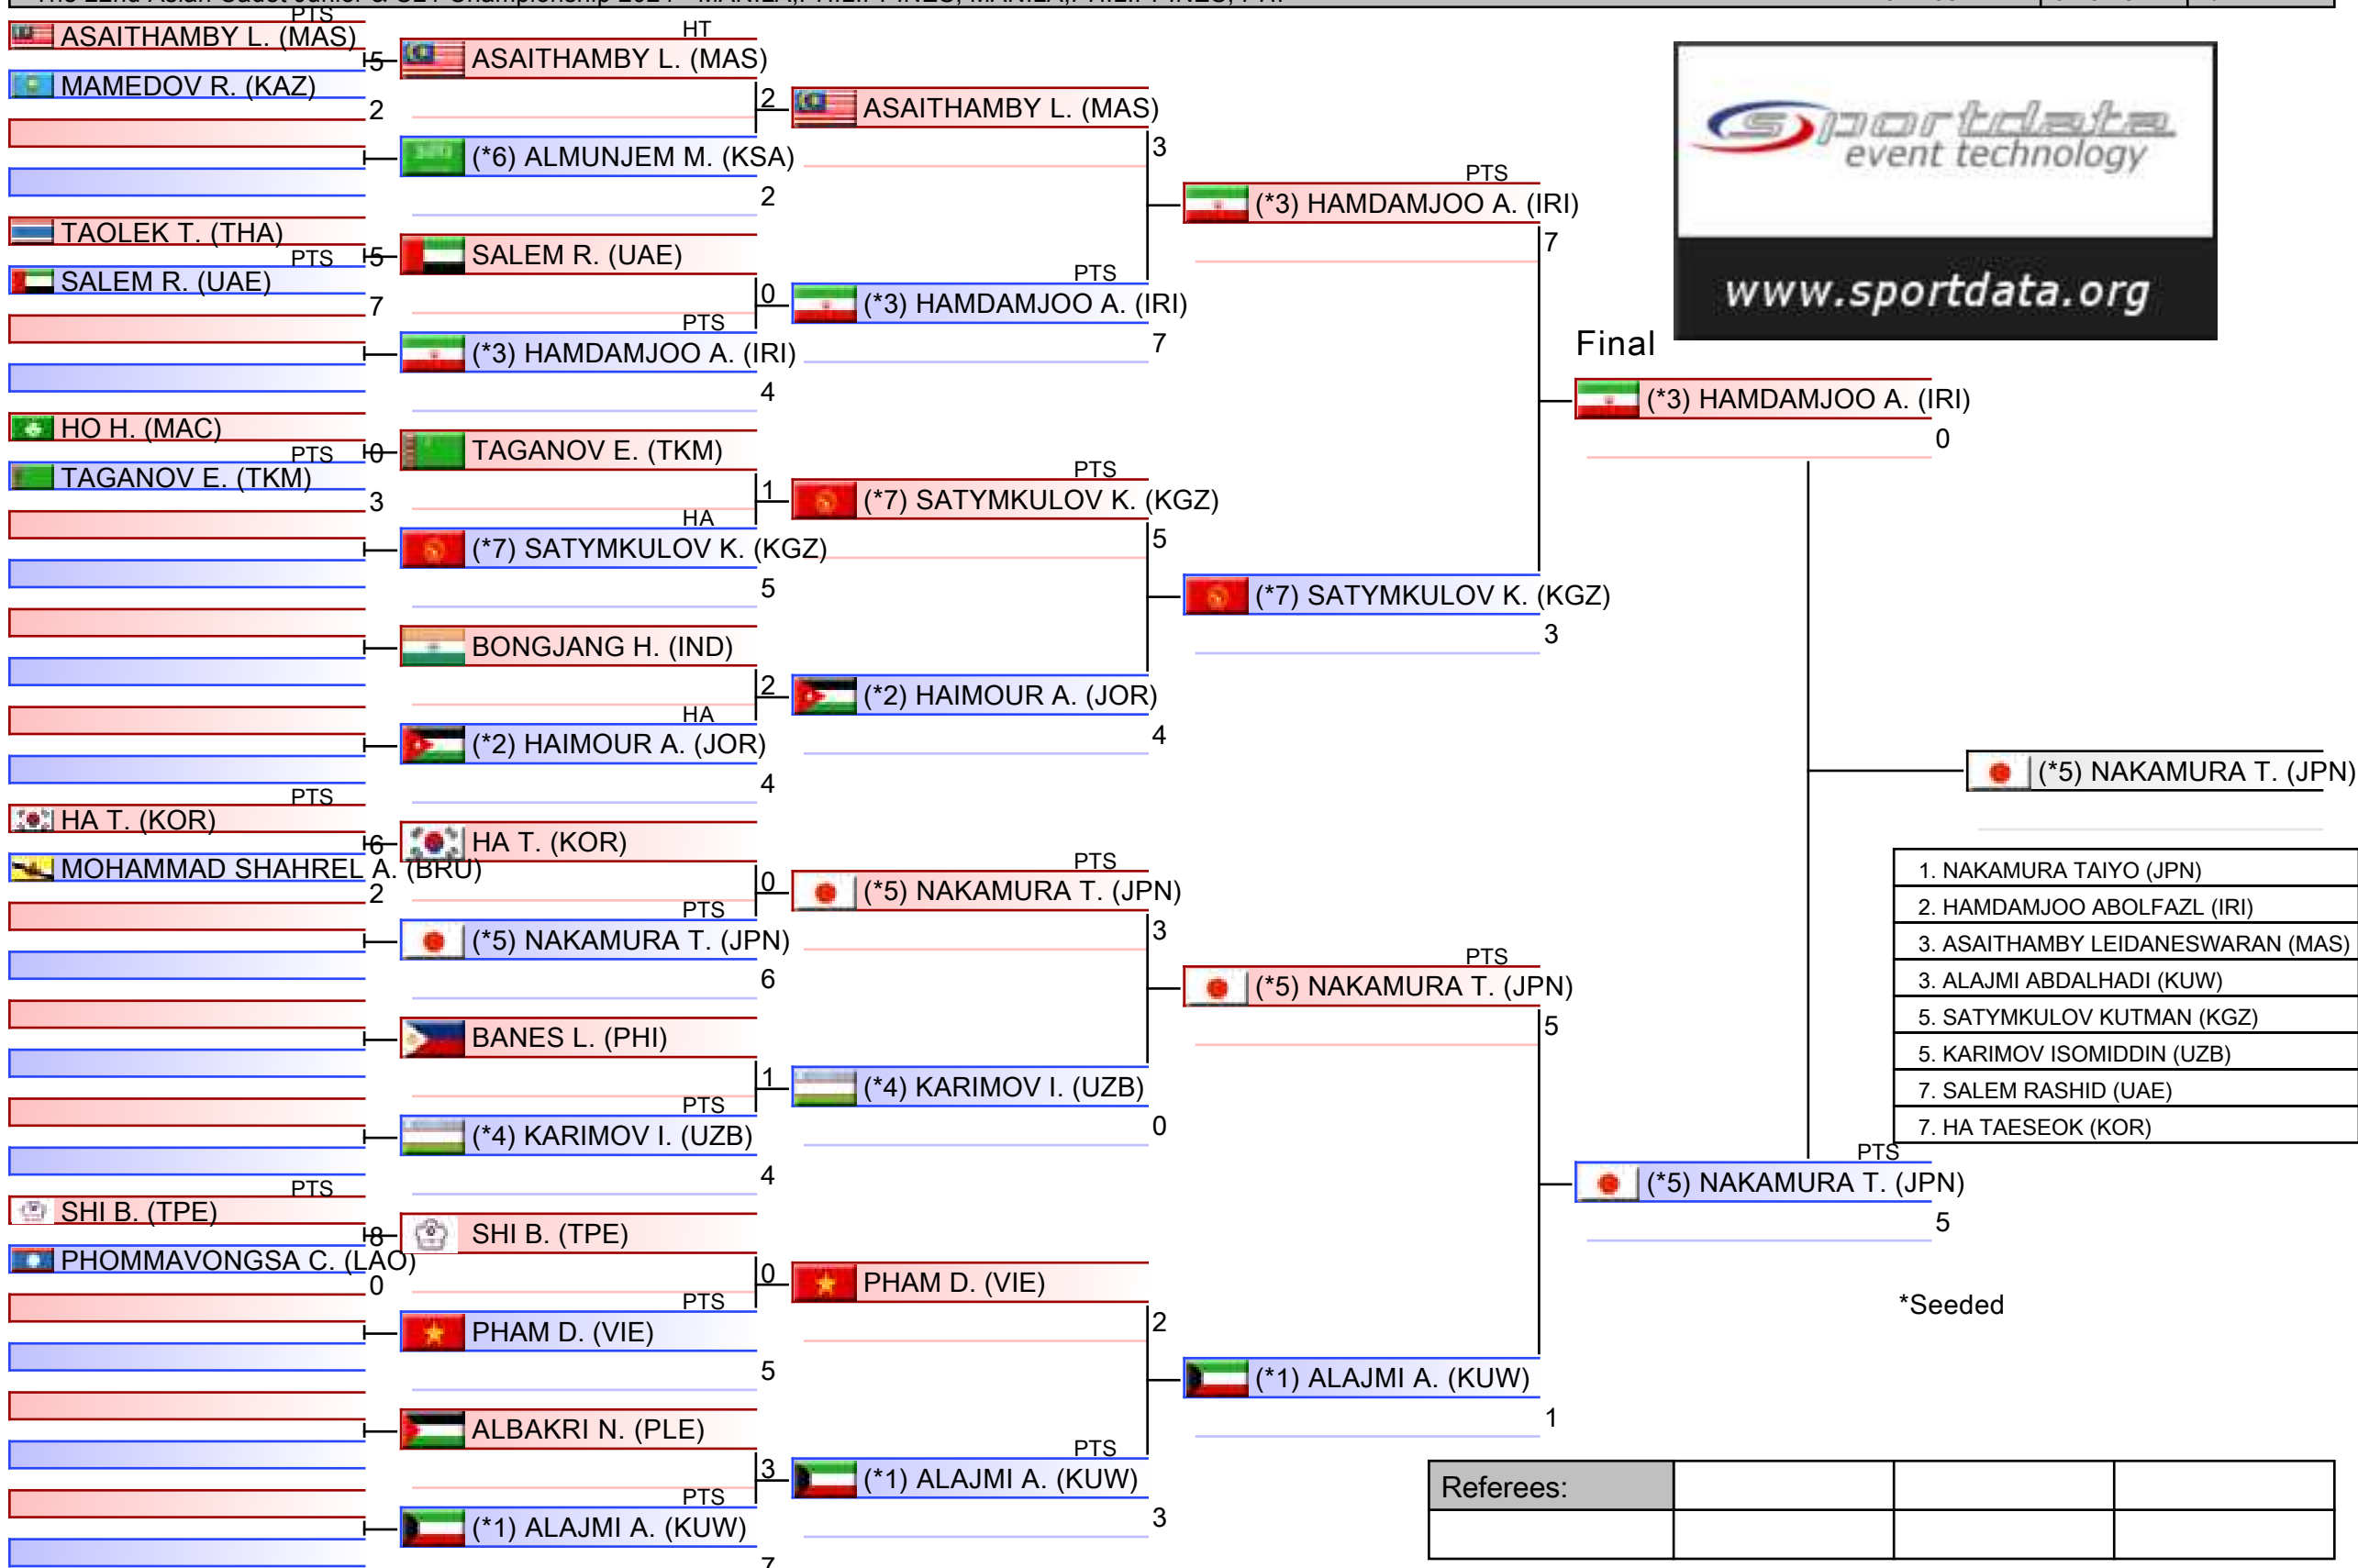 PTS
ASAITHAMBY L. (MAS)
5
MAMEDOV R. (KAZ)
2
TAOLEK T. (THA)
5
PTS
SALEM R. (UAE)
7
HO H. (MAC)
0
PTS
TAGANOV E. (TKM)
3
PTS
HA T. (KOR)
6
MOHAMMAD SHAHREL A. (BRU)
2
PTS
SHI B. (TPE)
8
PHOMMAVONGSA C. (LAO)
0
HT
ASAITHAMBY L. (MAS)
2
(*6) ALMUNJEM M. (KSA)
2
SALEM R. (UAE)
0
PTS
(*3) HAMDAMJOO A. (IRI)
4
TAGANOV E. (TKM)
1
HA
(*7) SATYMKULOV K. (KGZ)
5
BONGJANG H. (IND)
2
HA
(*2) HAIMOUR A. (JOR)
4
HA T. (KOR)
0
PTS
(*5) NAKAMURA T. (JPN)
6
BANES L. (PHI)
1
PTS
(*4) KARIMOV I. (UZB)
4
SHI B. (TPE)
0
PTS
PHAM D. (VIE)
5
ALBAKRI N. (PLE)
3
PTS
(*1) ALAJMI A. (KUW)
7
ASAITHAMBY L. (MAS)
3
PTS
(*3) HAMDAMJOO A. (IRI)
7
PTS
(*7) SATYMKULOV K. (KGZ)
5
(*2) HAIMOUR A. (JOR)
4
PTS
(*5) NAKAMURA T. (JPN)
3
(*4) KARIMOV I. (UZB)
0
PHAM D. (VIE)
2
PTS
(*1) ALAJMI A. (KUW)
3
PTS
(*3) HAMDAMJOO A. (IRI)
7
(*7) SATYMKULOV K. (KGZ)
3
PTS
(*5) NAKAMURA T. (JPN)
5
(*1) ALAJMI A. (KUW)
1
sportdata
event technology
www.sportdata.org
Final
(*3) HAMDAMJOO A. (IRI)
0
PTS
(*5) NAKAMURA T. (JPN)
5
(*5) NAKAMURA T. (JPN)
1. NAKAMURA TAIYO (JPN)
2. HAMDAMJOO ABOLFAZL (IRI)
3. ASAITHAMBY LEIDANESWARAN (MAS)
3. ALAJMI ABDALHADI (KUW)
5. SATYMKULOV KUTMAN (KGZ)
5. KARIMOV ISOMIDDIN (UZB)
7. SALEM RASHID (UAE)
7. HA TAESEOK (KOR)
*Seeded
Referees: